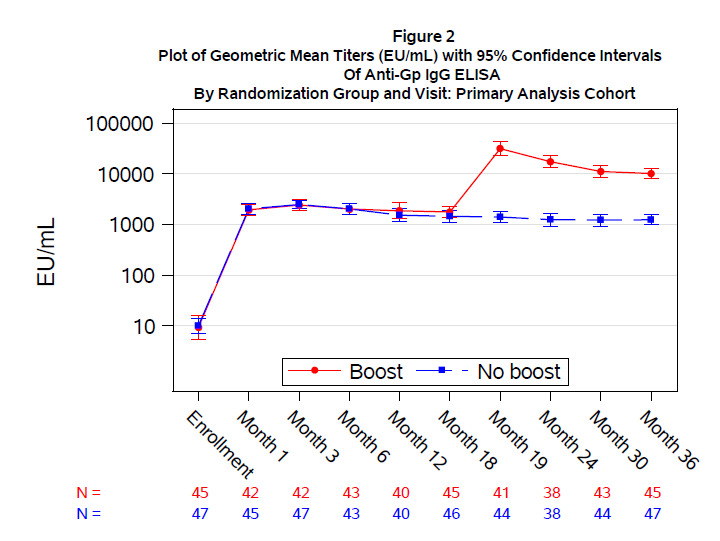 Figure 2
Plot of Geometric Mean Titers (EU/mL) with 95% Confidence Intervals
Of Anti-Gp IgG ELISA
By Randomization Group and Visit: Primary Analysis Cohort
100000
10000
1000
100
10
EU/mL
Boost No boost
Enrollment Month 1 Month 3 Month 6 Month 12 Month 18 Month 19 Month 24 Month 30 Month 36
N = 45 42 42 43 40 45 41 38 43 45
N = 47 45 47 43 40 46 44 38 44 47